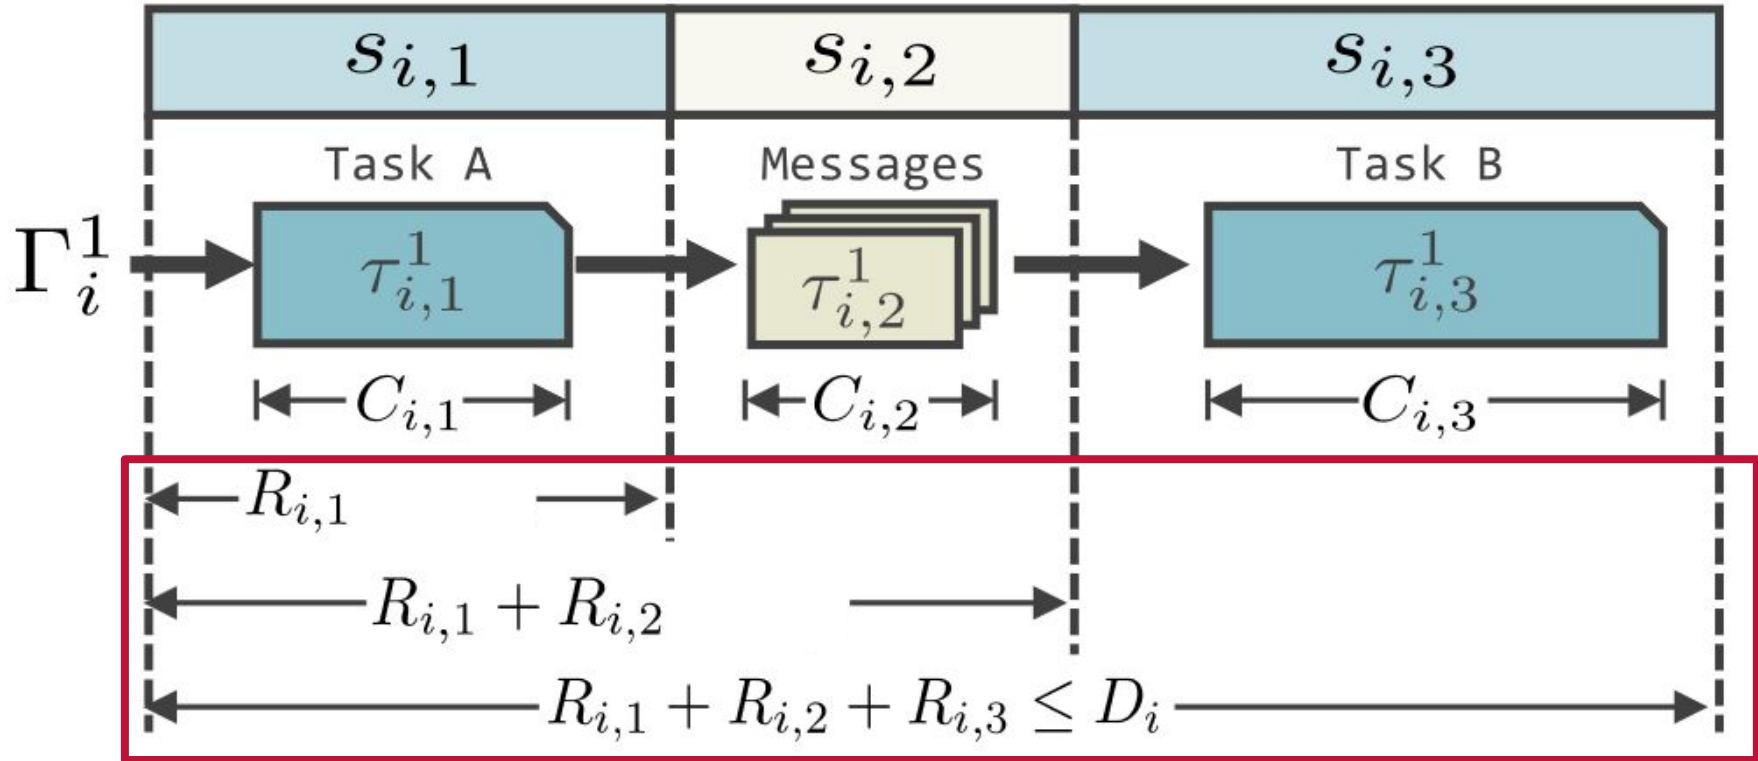 s_{i,1} s_{i,2} s_{i,3}
Task A Messages Task B
Γ_i^1 τ_{i,1}^1 τ_{i,2}^1 τ_{i,3}^1
C_{i,1} C_{i,2} C_{i,3}
R_{i,1}
R_{i,1} + R_{i,2}
R_{i,1} + R_{i,2} + R_{i,3} ≤ D_i